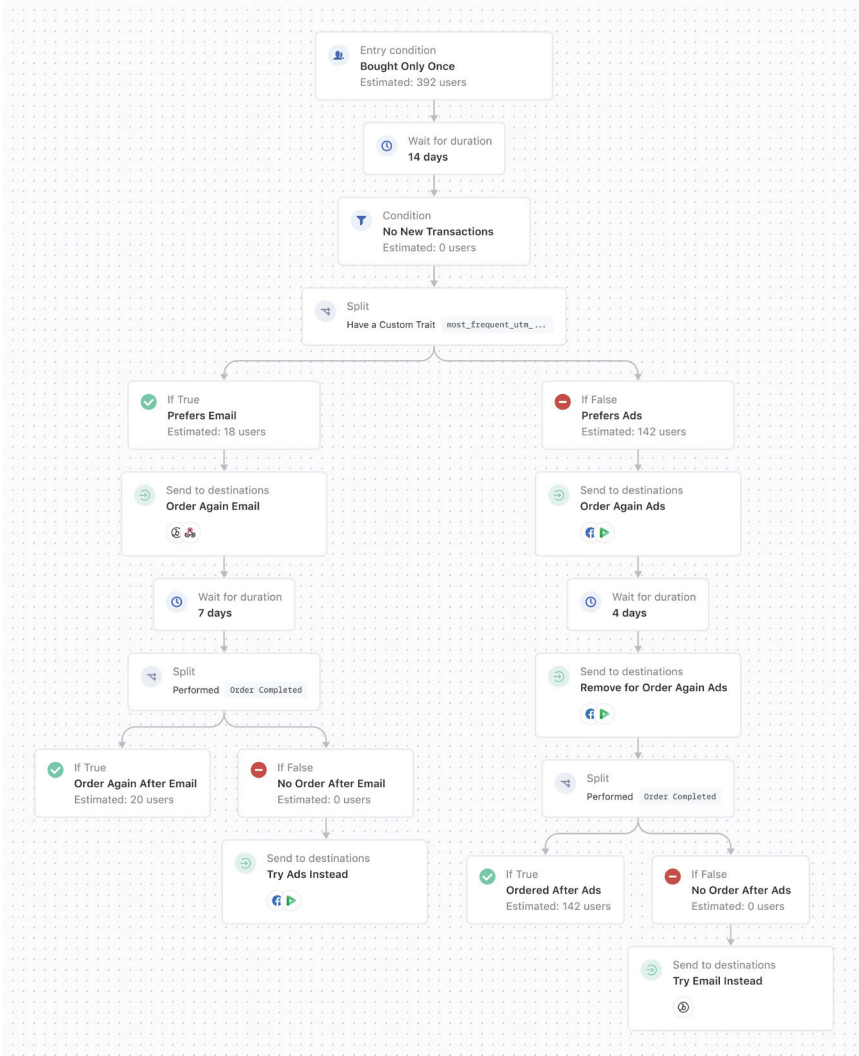 Entry condition
Bought Only Once
Estimated: 392 users
Wait for duration
14 days
Condition
No New Transactions
Estimated: 0 users
Split
Have a Custom Trait most_frequent_utm_...
If True
Prefers Email
Estimated: 18 users
If False
Prefers Ads
Estimated: 142 users
Send to destinations
Order Again Email
Send to destinations
Order Again Ads
Wait for duration
7 days
Wait for duration
4 days
Split
Performed Order Completed
Send to destinations
Remove for Order Again Ads
If True
Order Again After Email
Estimated: 20 users
If False
No Order After Email
Estimated: 0 users
Split
Performed Order Completed
Send to destinations
Try Ads Instead
If True
Ordered After Ads
Estimated: 142 users
If False
No Order After Ads
Estimated: 0 users
Send to destinations
Try Email Instead